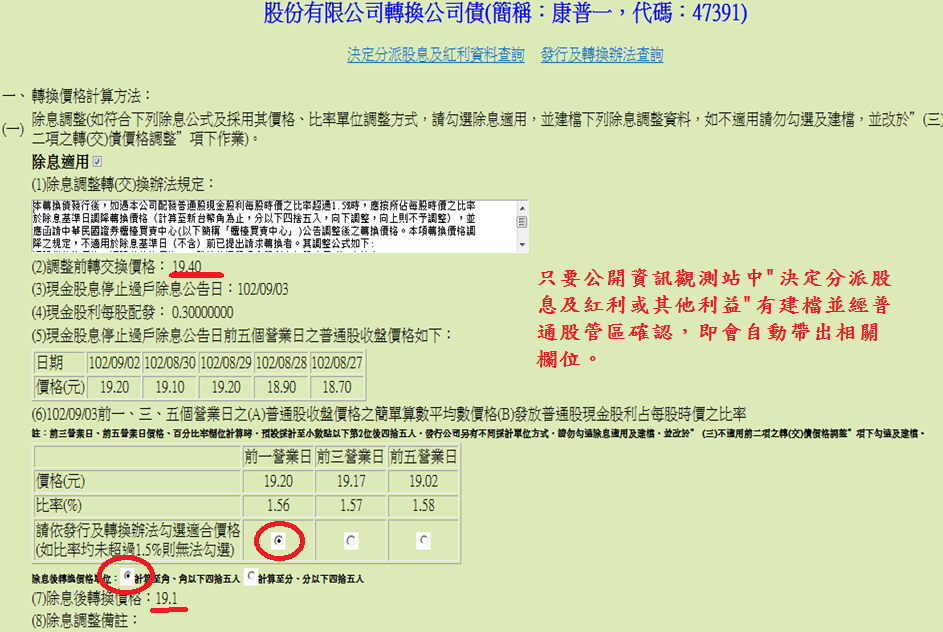 股份有限公司轉換公司債(簡稱：康普一，代碼：47391)
決定分派股息及紅利資料查詢 發行及轉換辦法查詢
一、轉換價格計算方法：
(一) 除息調整(如符合下列除息公式及採用其價格、比率單位調整方式，請勾選除息適用，並建檔下列除息調整資料，如不適用請勿勾選及建檔，並改於”(三)
二項之轉(交)債價格調整”項下作業)。
除息適用
(1)除息調整轉(交)換辦法規定：
本轉換債發行後，如遇本公司配發普通股現金股利每股時價之比率超過1.5%時，應按所佔每股時價之比率
於除息基準日調降轉換價格（計算至新台幣角為止，分以下四捨五入，向下調整，向上則不予調整），並
應函請中華民國證券櫃檯買賣中心(以下簡稱「櫃檯買賣中心」)公告調整後之轉換價格。本項轉換價格調
降之規定，不適用於除息基準日（不含）前已提出請求轉換者。其調整公式如下:
(2)調整前轉交換價格： 19.40
(3)現金股息停止過戶除息公告日：102/09/03
(4)現金股利每股配發： 0.30000000
(5)現金股息停止過戶除息公告日前五個營業日之普通股收盤價格如下：
日期 102/09/02 102/08/30 102/08/29 102/08/28 102/08/27
價格(元) 19.20 19.10 19.20 18.90 18.70
只要公開資訊觀測站中"決定分派股
息及紅利或其他利益"有建檔並經普
通股管區確認，即會自動帶出相關
欄位。
(6)102/09/03前一、三、五個營業日之(A)普通股收盤價格之簡單算數平均數價格(B)發放普通股現金股利占每股時價之比率
註：前三營業日、前五營業日價格、百分比率欄位計算時，預設採計至小數點以下第2位後四捨五入，發行公司另有不同採計單位方式，請勿勾選除息適用及建檔，並改於”(三)不適用前二項之轉(交)債價格調整”項下勾選及建檔。
前一營業日 前三營業日 前五營業日
價格(元) 19.20 19.17 19.02
比率(%) 1.56 1.57 1.58
請依發行及轉換辦法勾選適合價格
(如比率均未超過1.5%則無法勾選)
除息後轉換價格單位： 計算至角、角以下四捨五入 計算至分、分以下四捨五入
(7)除息後轉換價格：19.1
(8)除息調整備註：